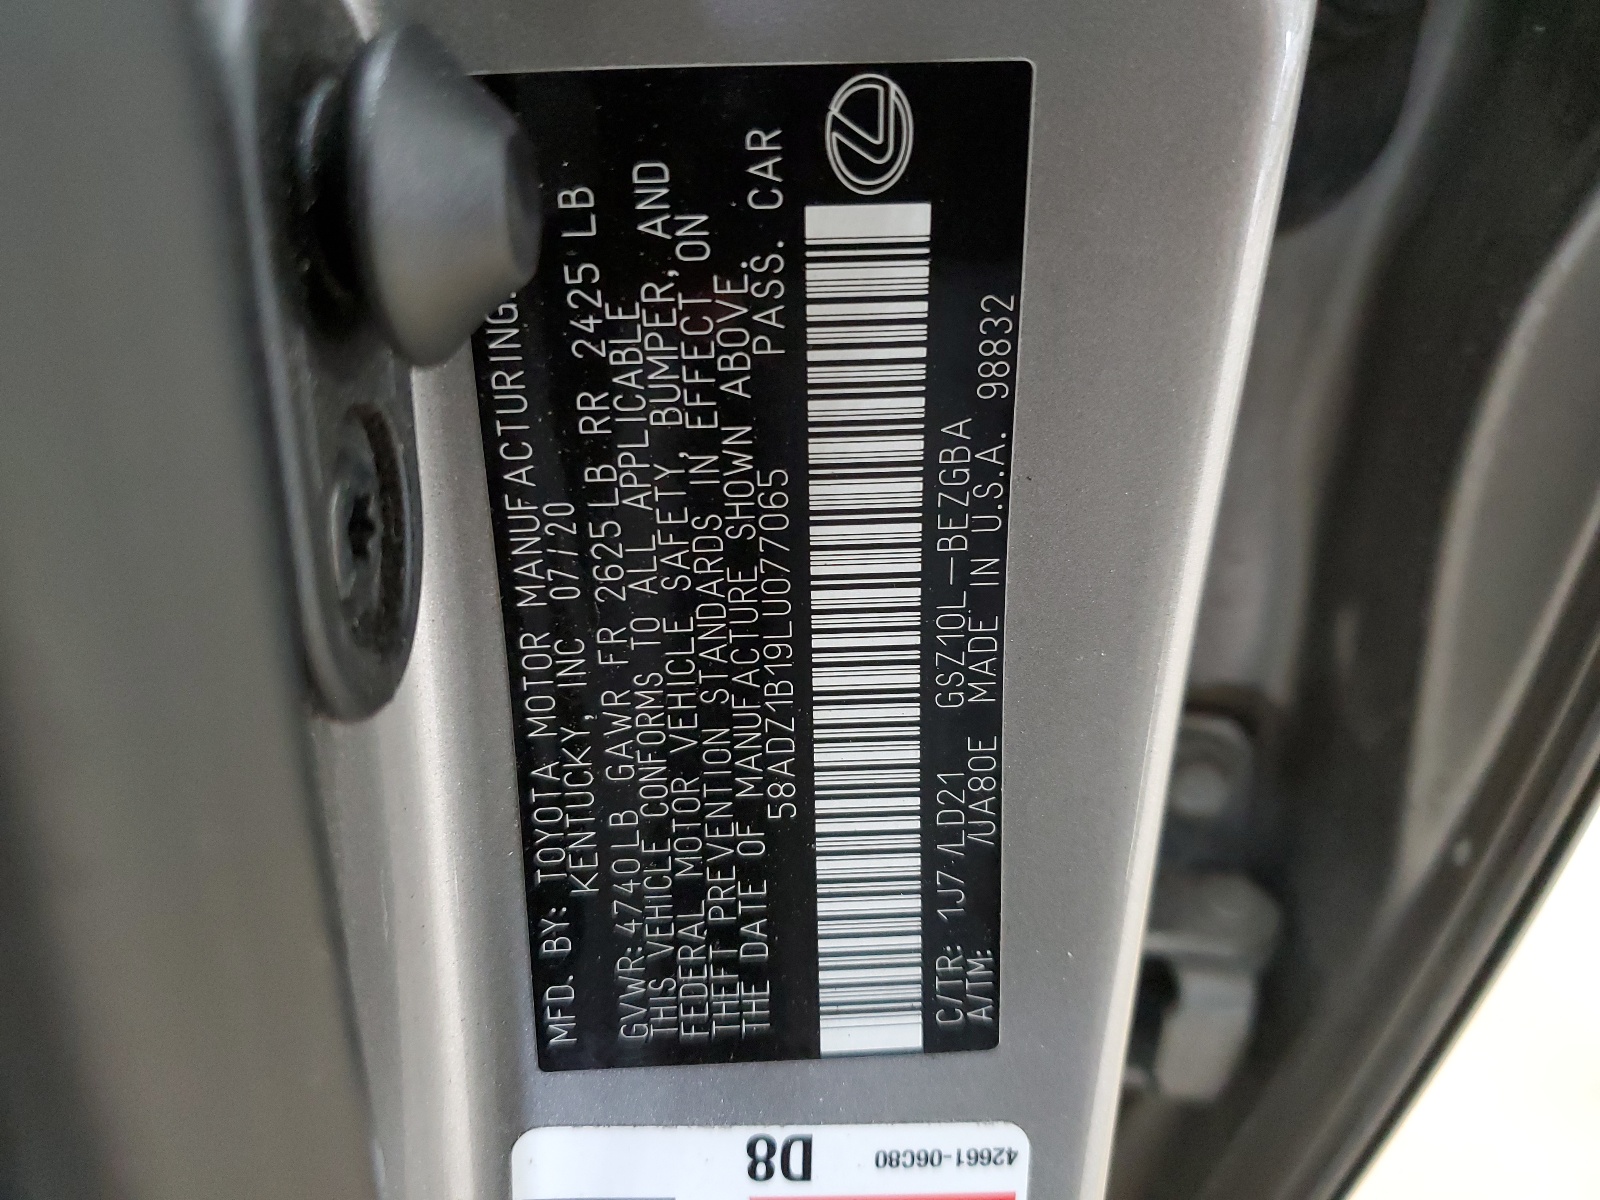 MFD. BY: TOYOTA MOTOR MANUFACTURING,
KENTUCKY, INC 07/20
GVWR: 4740LB GAWR FR 2625LB RR 2425LB
THIS VEHICLE CONFORMS TO ALL APPLICABLE
FEDERAL MOTOR VEHICLE SAFETY, BUMPER, AND
THEFT PREVENTION STANDARDS IN EFFECT ON
THE DATE OF MANUFACTURE SHOWN ABOVE.
58ADZ1B19LU077065 PASS. CAR
C/TR: 1J7 /LD21 GSZ10L-BEZGBA
A/TM: /UA80E MADE IN U.S.A. 98832
D8
42661-06C80